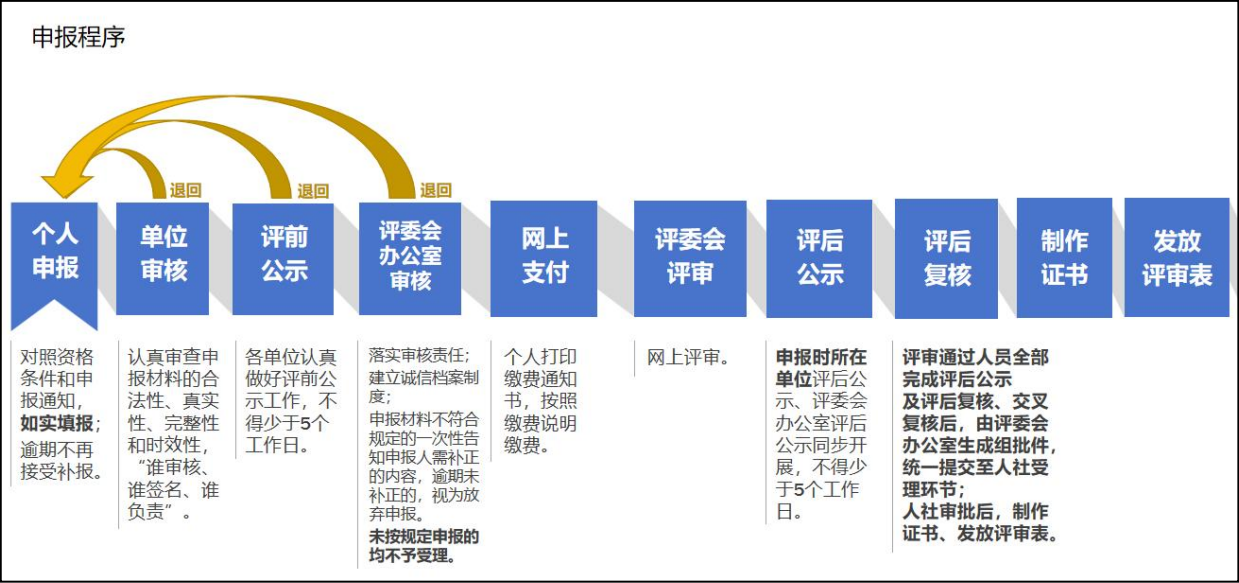 申报程序
退回
退回
退回
个人
申报
单位
审核
评前
公示
评委会
办公室
审核
网上
支付
评委会
评审
评后
公示
评后
复核
制作
证书
发放
评审表
对照资格
条件和申
报通知，
如实填报；
逾期不再
接受补报。
认真审查申
报材料的合
法性、真实
性、完整性
和时效性，
“谁审核、
谁签名、谁
负责”。
各单位认真
做好评前公
示工作，不
得少于5个
工作日。
落实审核责任；
建立诚信档案制
度；
申报材料不符合
规定的一次性告
知申报人需补正
的内容，逾期未
补正的，视为放
弃申报。
未按规定申报的
均不予受理。
个人打印
缴费通知
书，按照
缴费说明
缴费。
网上评审。
申报时所在
单位评后公
示、评委会
办公室评后
公示同步开
展，不得少
于5个工作
日。
评审通过人员全部
完成评后公示
及评后复核、交叉
复核后，由评委会
办公室生成组批件，
统一提交至人社受
理环节；
人社审批后，制作
证书、发放评审表。